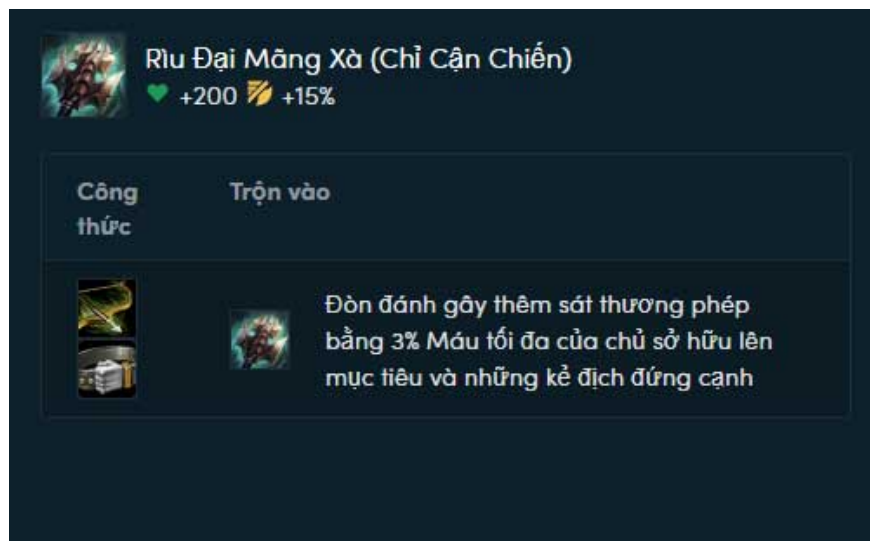 Rìu Đại Mãng Xà (Chỉ Cận Chiến)
+200 +15%
Công thức
Trộn vào
Đòn đánh gây thêm sát thương phép
bằng 3% Máu tối đa của chủ sở hữu lên
mục tiêu và những kẻ địch đứng cạnh